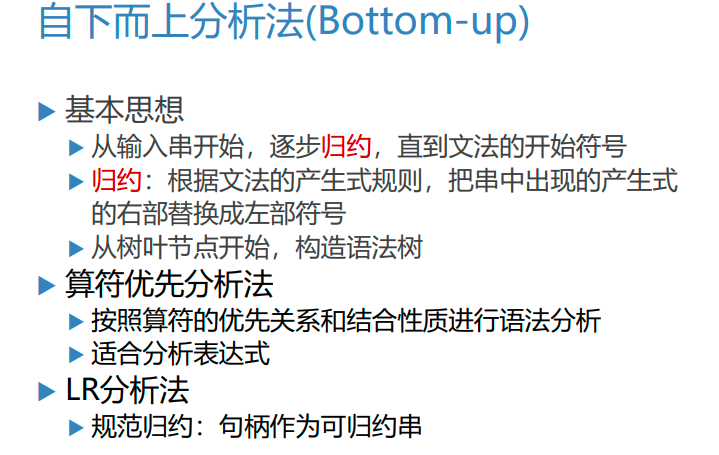 自下而上分析法(Bottom-up)
基本思想
从输入串开始，逐步归约，直到文法的开始符号
归约：根据文法的产生式规则，把串中出现的产生式
的右部替换成左部符号
从树叶节点开始，构造语法树
算符优先分析法
按照算符的优先关系和结合性质进行语法分析
适合分析表达式
LR分析法
规范归约：句柄作为可归约串